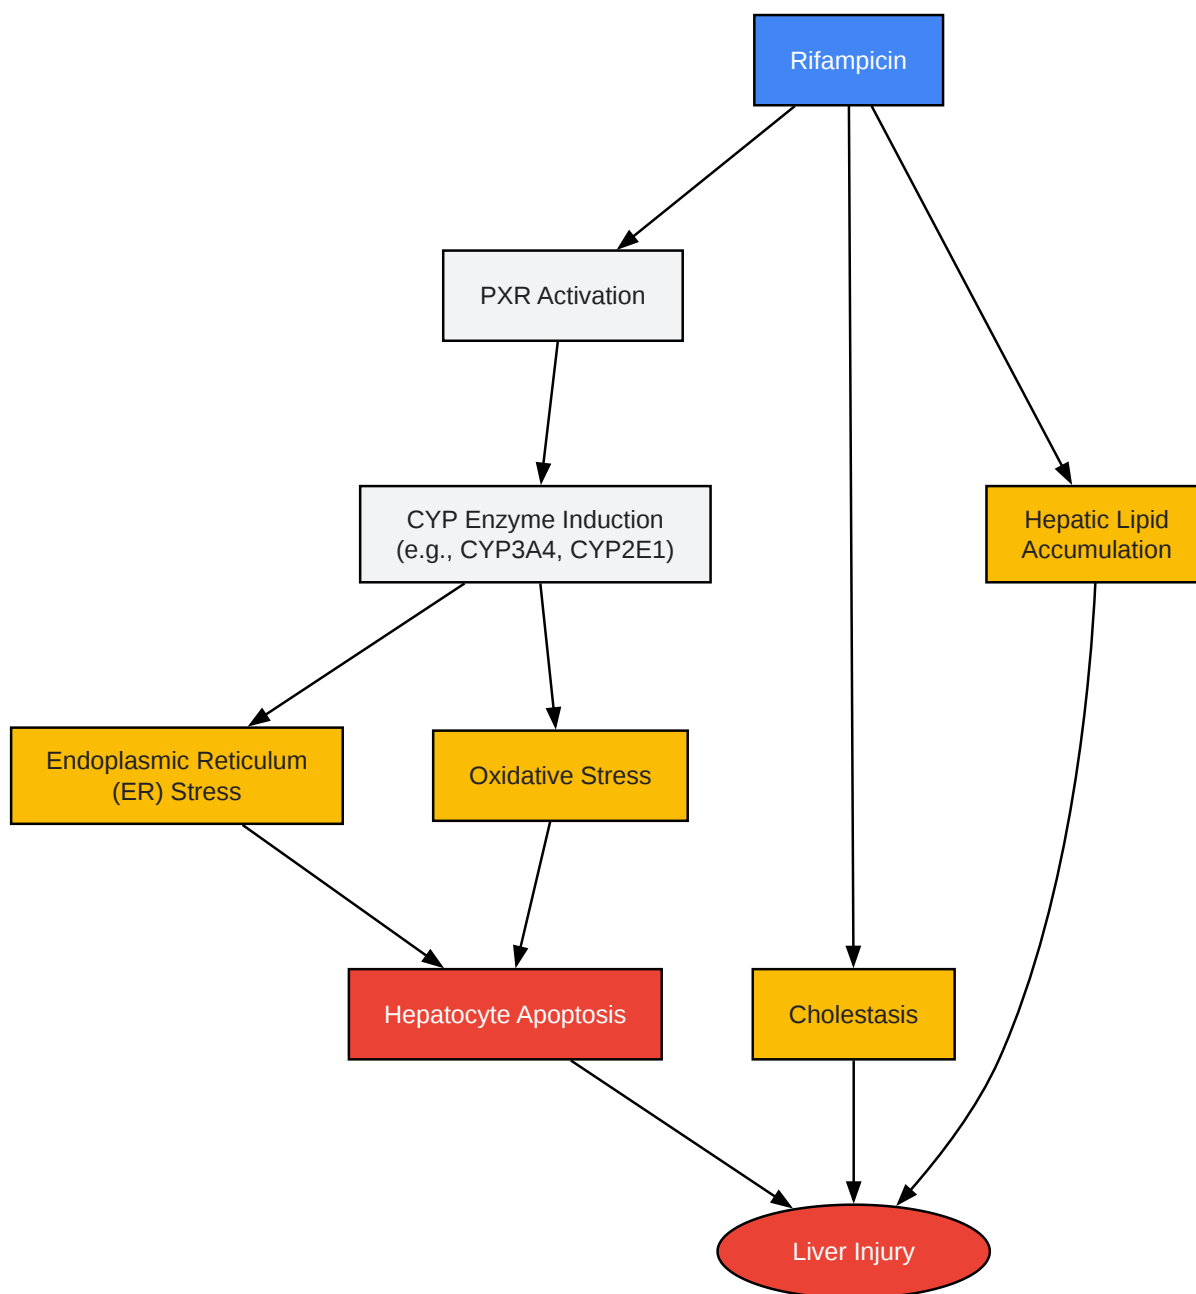 Rifampicin
PXR Activation
CYP Enzyme Induction
(e.g., CYP3A4, CYP2E1)
Hepatic Lipid
Accumulation
Endoplasmic Reticulum
(ER) Stress
Oxidative Stress
Hepatocyte Apoptosis
Cholestasis
Liver Injury